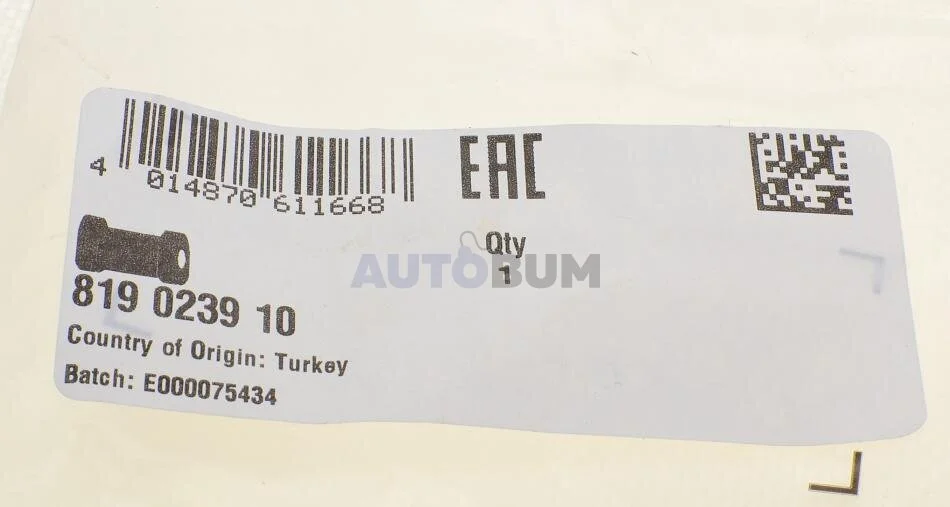 4 014870 611668
EAC
Qty
1
AUTOBUM
819 0239 10
Country of Origin: Turkey
Batch: E000075434